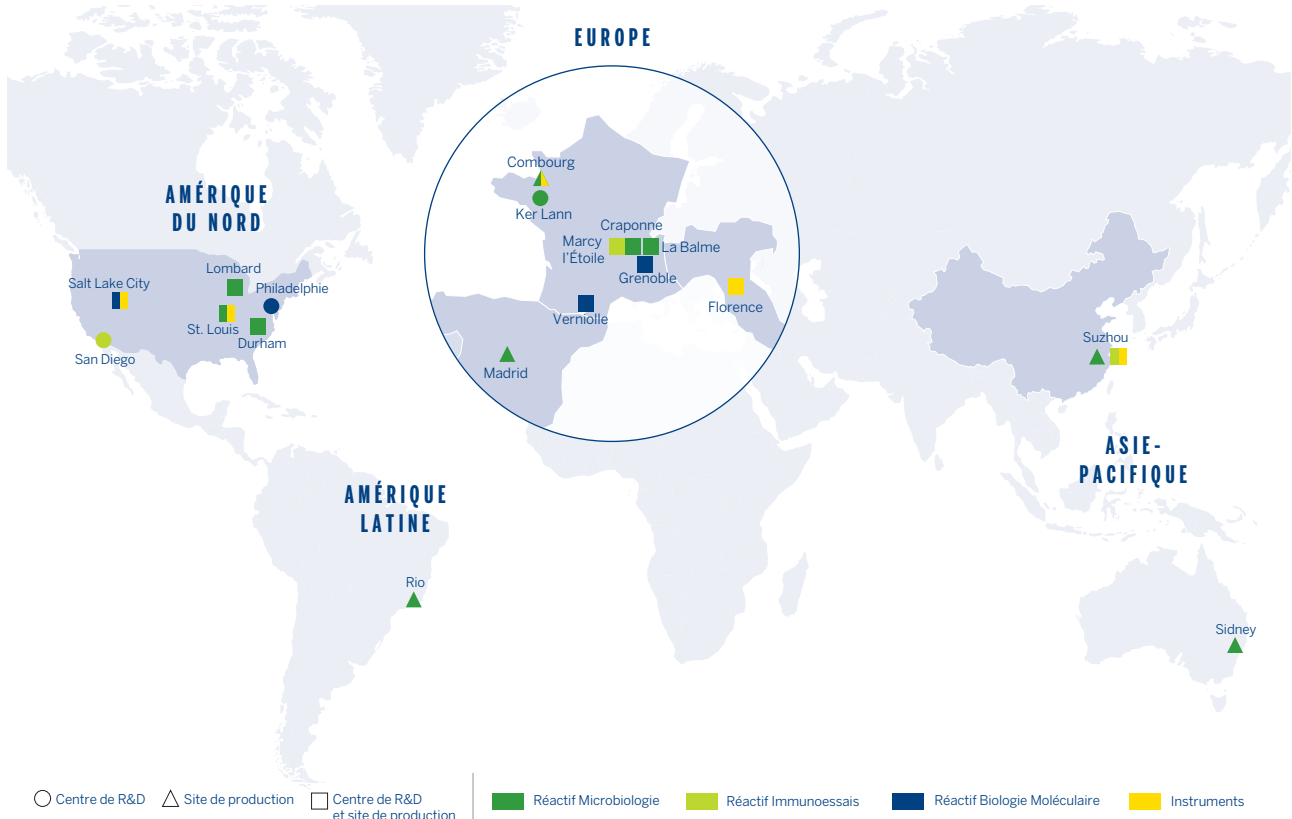 EUROPE
AMÉRIQUE
DU NORD
Combourg
Ker Lann
Craponne
Marcy
l'Étoile
La Balme
Grenoble
Verniolle
Florence
Madrid
Lombard
Salt Lake City
Philadelphie
St. Louis
Durham
San Diego
Suzhou
ASIE-
PACIFIQUE
AMÉRIQUE
LATINE
Rio
Sidney
Centre de R&D
Site de production
Centre de R&D
et site de production
Réactif Microbiologie
Réactif Immunoessais
Réactif Biologie Moléculaire
Instruments